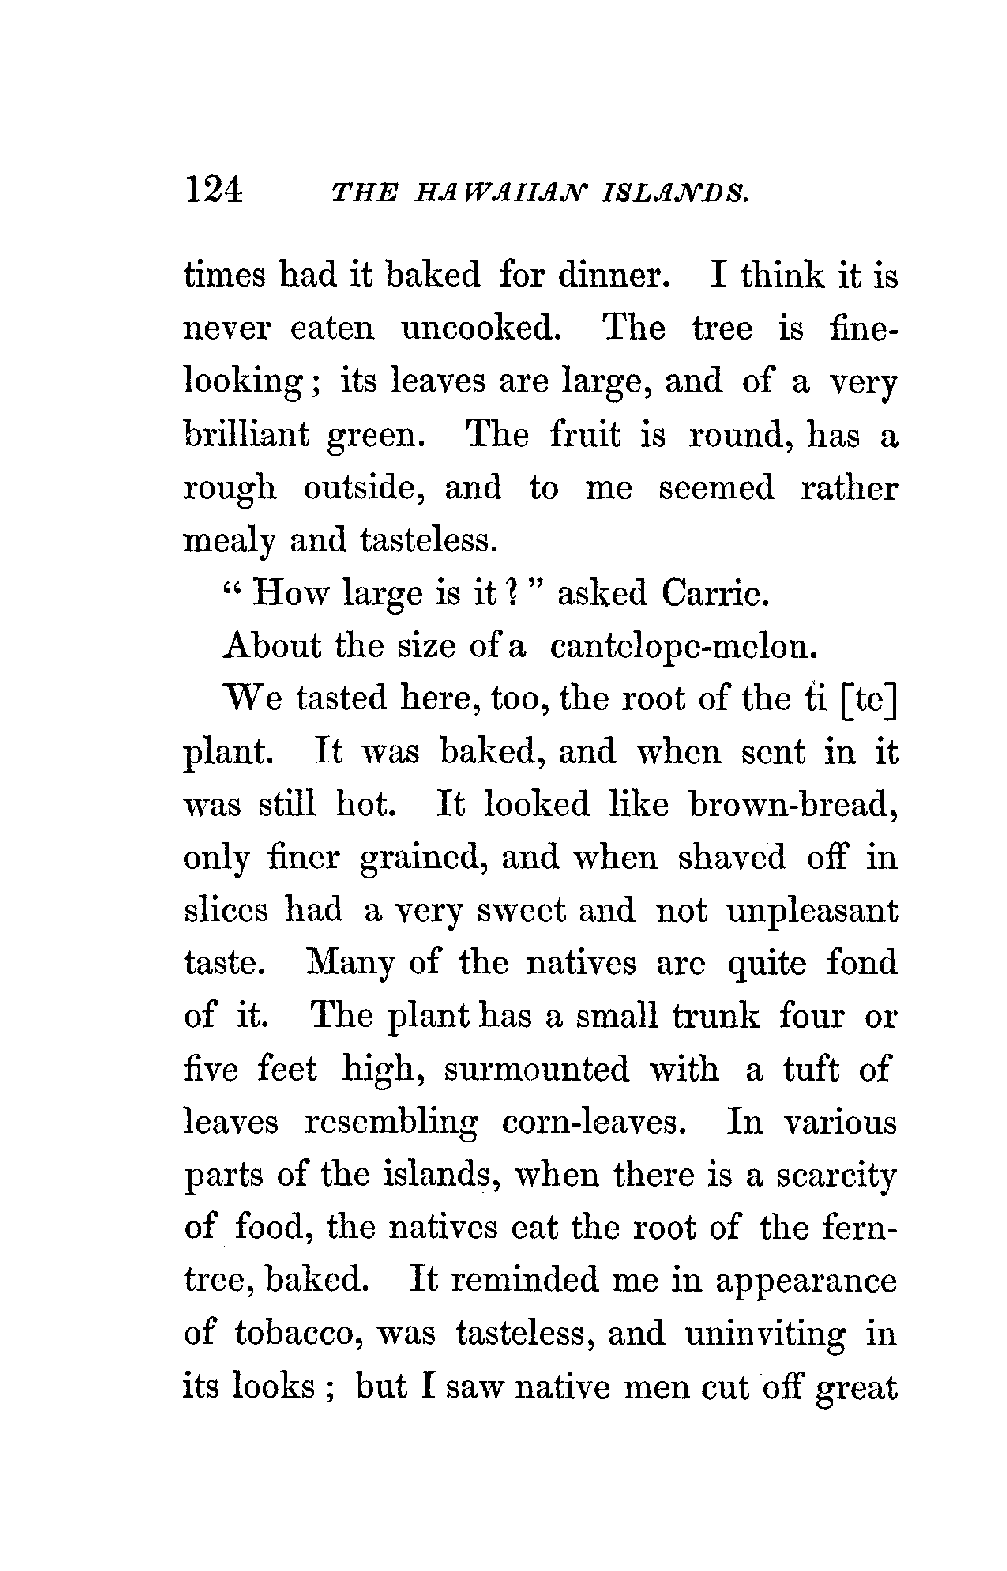 124 THE HAWAIIAN ISLANDS.
times had it baked for dinner. I think it is
never eaten uncooked. The tree is fine-
looking; its leaves are large, and of a very
brilliant green. The fruit is round, has a
rough outside, and to me seemed rather
mealy and tasteless.
“ How large is it ? ” asked Carrie.
About the size of a cantelope-melon.
We tasted here, too, the root of the ti [te]
plant. It was baked, and when sent in it
was still hot. It looked like brown-bread,
only finer grained, and when shaved off in
slices had a very sweet and not unpleasant
taste. Many of the natives are quite fond
of it. The plant has a small trunk four or
five feet high, surmounted with a tuft of
leaves resembling corn-leaves. In various
parts of the islands, when there is a scarcity
of food, the natives eat the root of the fern-
tree, baked. It reminded me in appearance
of tobacco, was tasteless, and uninviting in
its looks ; but I saw native men cut off great